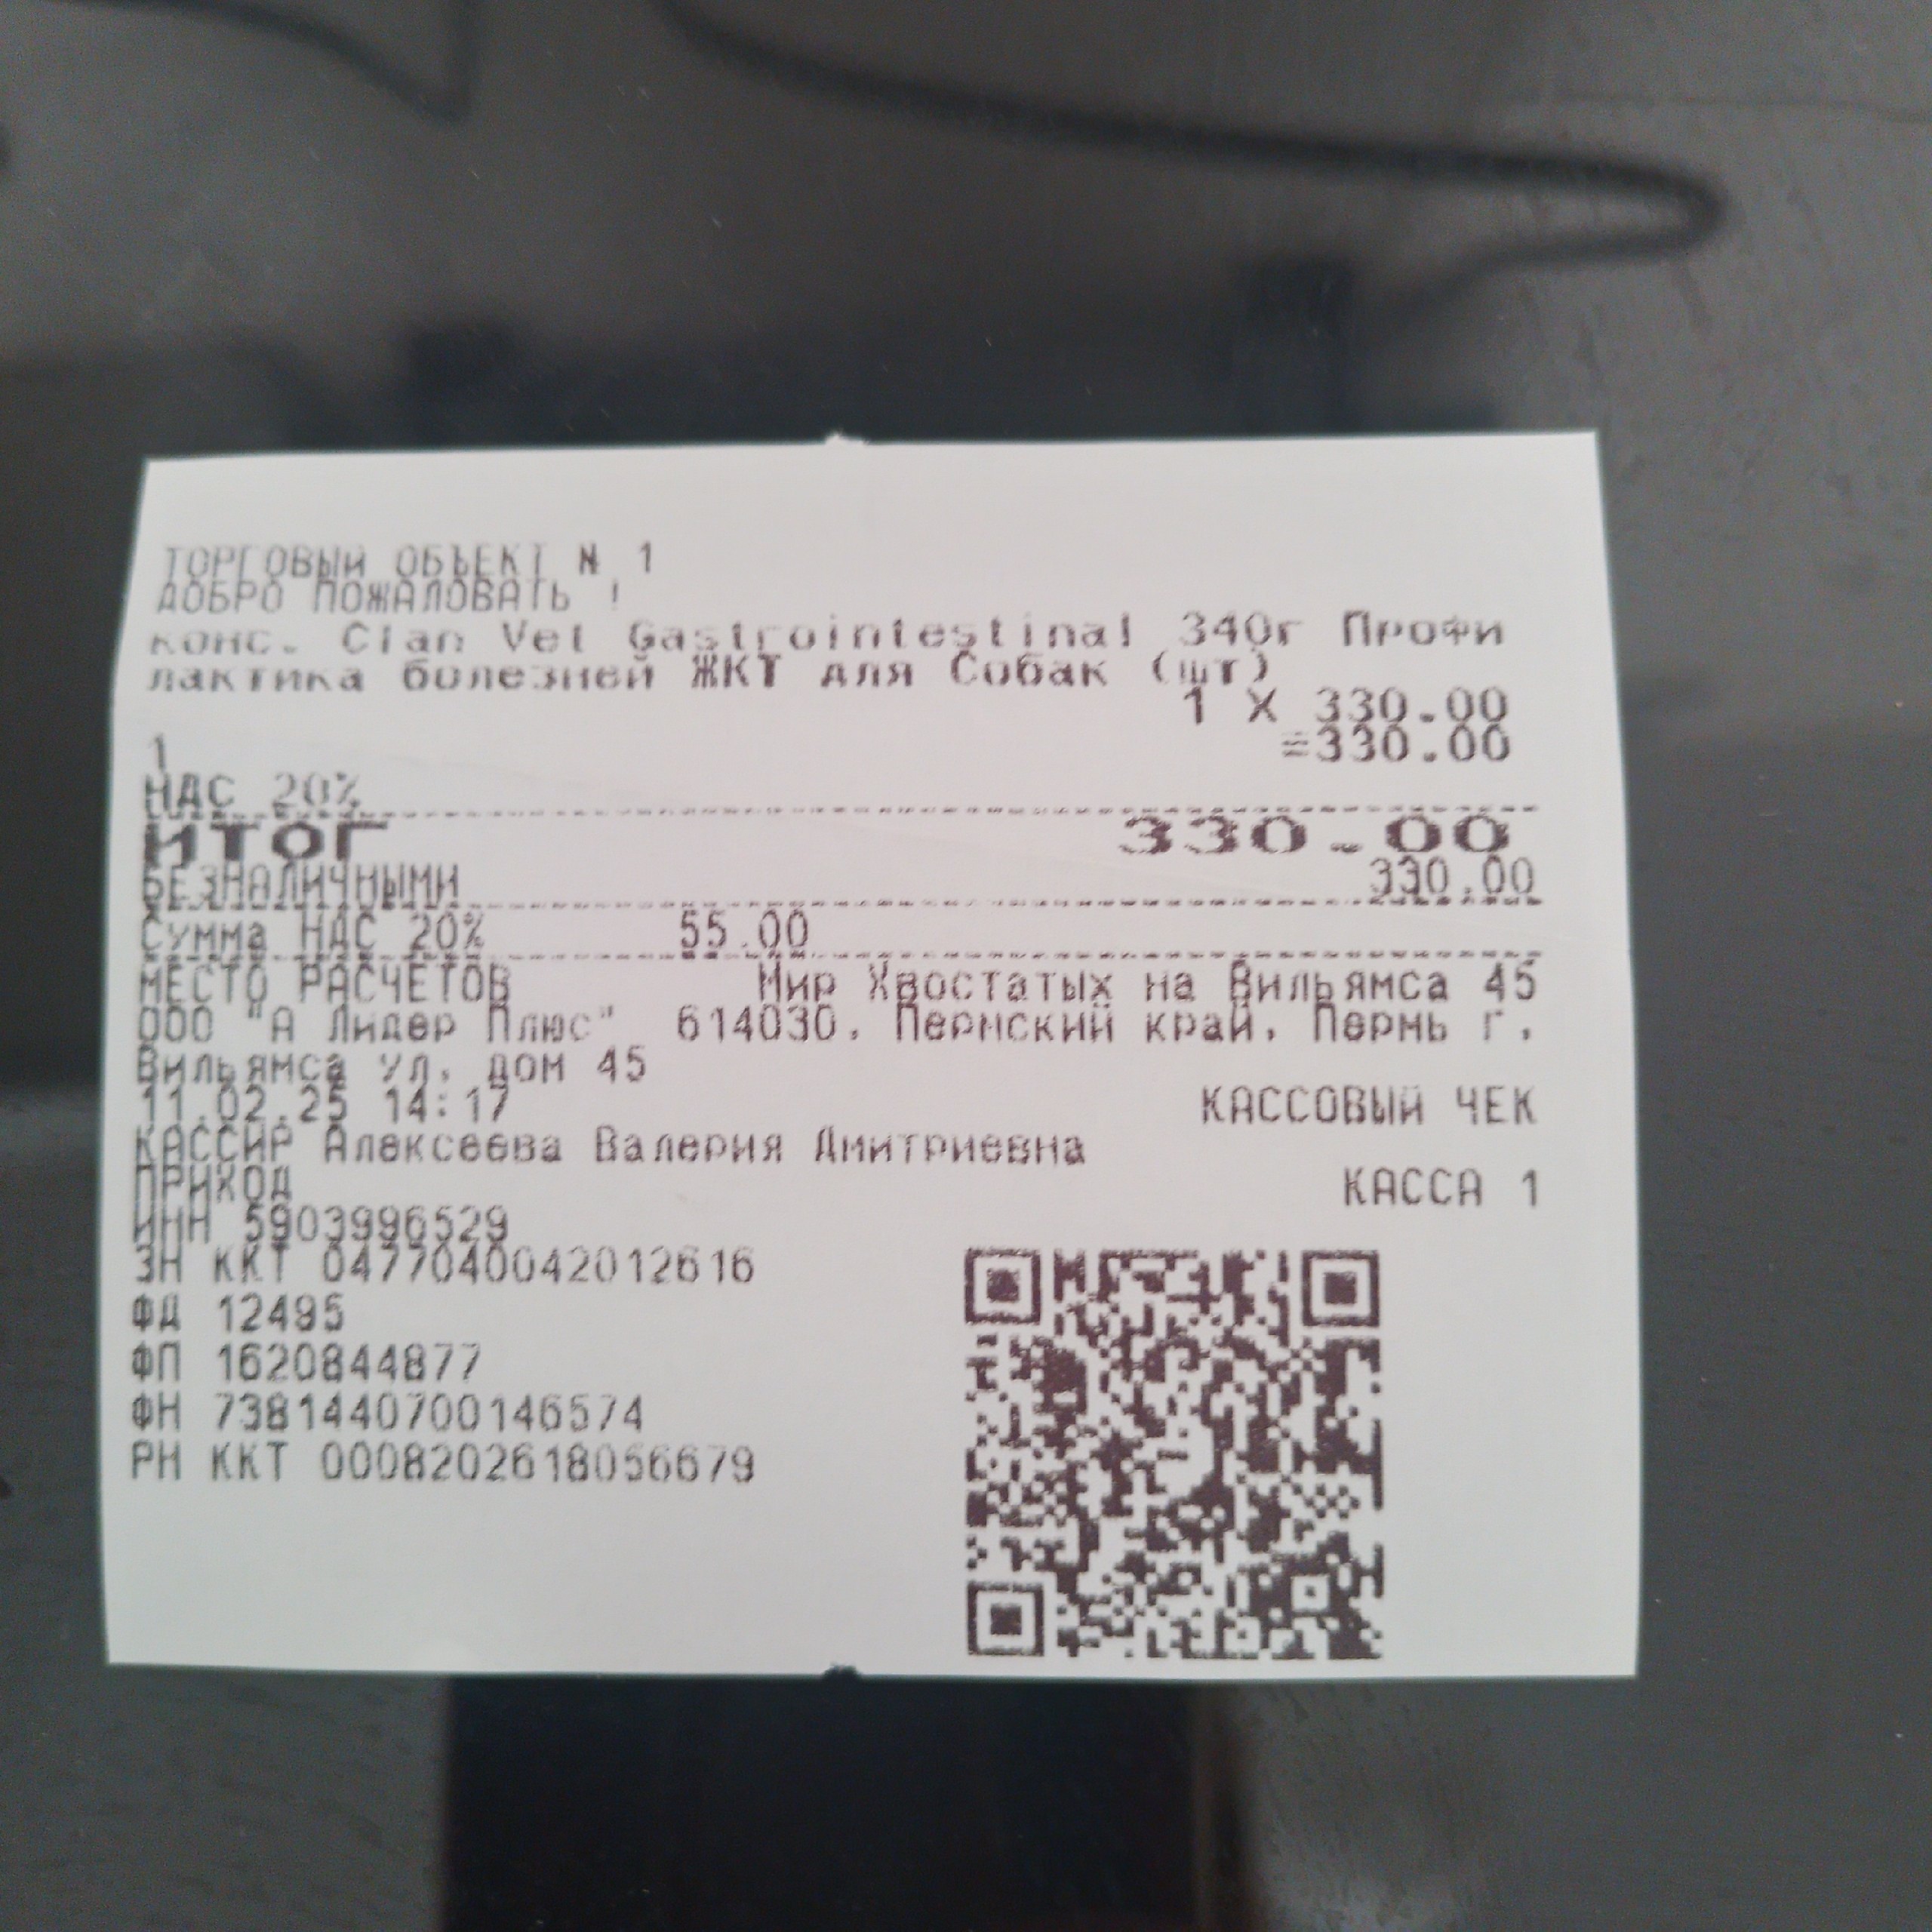 ТОРГОВЫЙ ОБЪЕКТ № 1
ДОБРО ПОЖАЛОВАТЬ !
конс. Clan Vet Gastrointestinal 340г Профи
лактика болезней ЖКТ для Собак (шт)
1 X 330.00
1 =330.00
НДС 20%
ИТОГ 330.00
БЕЗНАЛИЧНЫМИ 330.00
Сумма НДС 20% 55.00
МЕСТО РАСЧЕТОВ Мир Хвостатых на Вильямса 45
ООО "А Лидер Плюс" 614030, Пермский край, Пермь г,
Вильямса ул, дом 45
11.02.25 14:17 КАССОВЫЙ ЧЕК
КАССИР Алексеева Валерия Дмитриевна
ПРИХОД КАССА 1
ИНН 5903996529
ЗН ККТ 0477040042012616
ФД 12495
ФП 1620844877
ФН 7381440700146574
РН ККТ 0008202618056679